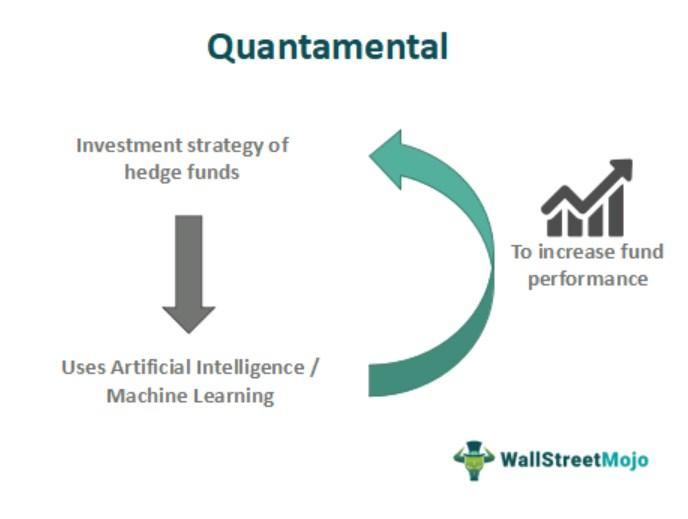 Quantamental
Investment strategy of
hedge funds
To increase fund
performance
Uses Artificial Intelligence /
Machine Learning
WallStreetMojo